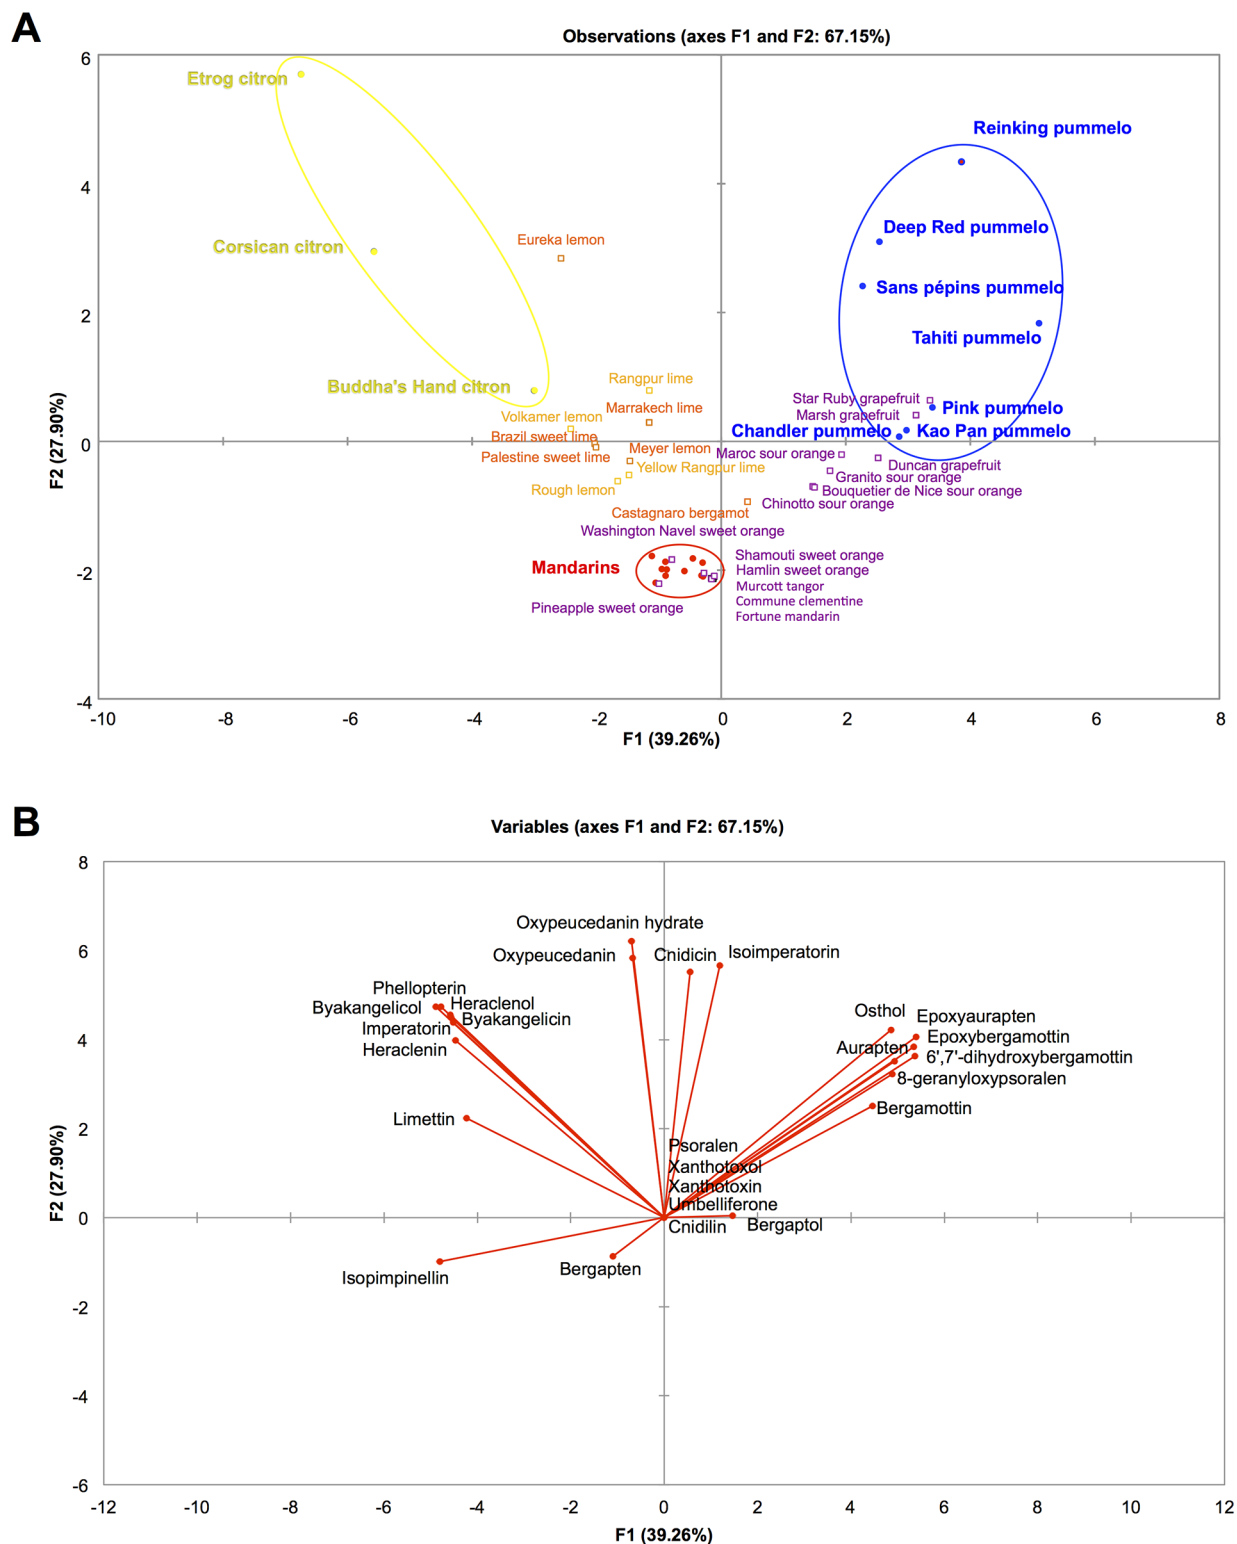 A
Observations (axes F1 and F2: 67.15%)
6
Etrog citron
Reinking pummelo
4
Deep Red pummelo
Eureka lemon
Corsican citron
Sans pépins pummelo
2
Tahiti pummelo
Rangpur lime
Buddha's Hand citron
Star Ruby grapefruit
Marrakech lime
Pink pummelo
Marsh grapefruit
Volkamer lemon
Chandler pummelo
Kao Pan pummelo
Brazil sweet lime
0
Meyer lemon
Maroc sour orange
Palestine sweet lime
Duncan grapefruit
Yellow Rangpur lime
Granito sour orange
Rough lemon
Bouquetier de Nice sour orange
Chinotto sour orange
Castagnaro bergamot
Washington Navel sweet orange
Shamouti sweet orange
Mandarins
Hamlin sweet orange
-2
Murcott tangor
Commune clementine
Pineapple sweet orange
Fortune mandarin
-4
F2 (27.90%)
-10 -8 -6 -4 -2 0 2 4 6 8
F1 (39.26%)
B
Variables (axes F1 and F2: 67.15%)
8
Oxypeucedanin hydrate
6
Oxypeucedanin
Cnidicin
Isoimperatorin
Phellopterin
Heraclenol
Byakangelicol
Osthol
Epoxyaurapten
Byakangelicin
Imperatorin
Epoxybergamottin
4
Aurapten
Heraclenin
6',7'-dihydroxybergamottin
8-geranyloxypsoralen
Bergamottin
Limettin
2
Psoralen
Xanthotoxol
Xanthotoxin
Umbelliferone
0
Cnidilin
Bergaptol
Bergapten
Isopimpinellin
-2
-4
-6
F2 (27.90%)
-12 -10 -8 -6 -4 -2 0 2 4 6 8 10 12
F1 (39.26%)